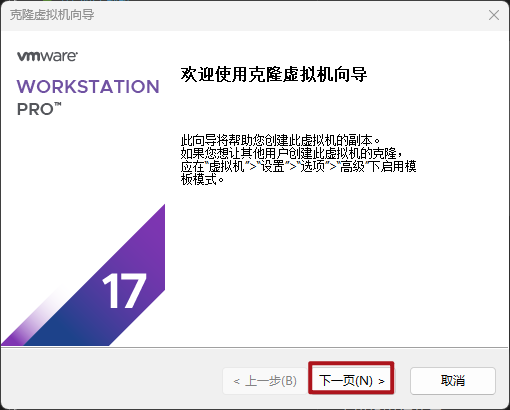 克隆虚拟机向导
vmware
WORKSTATION
PRO™
欢迎使用克隆虚拟机向导
此向导将帮助您创建此虚拟机的副本。
如果您想让其他用户创建此虚拟机的克隆，
应在“虚拟机”>“设置”>“选项”>“高级”下启用模
板模式。
17
< 上一步(B)
下一页(N) >
取消